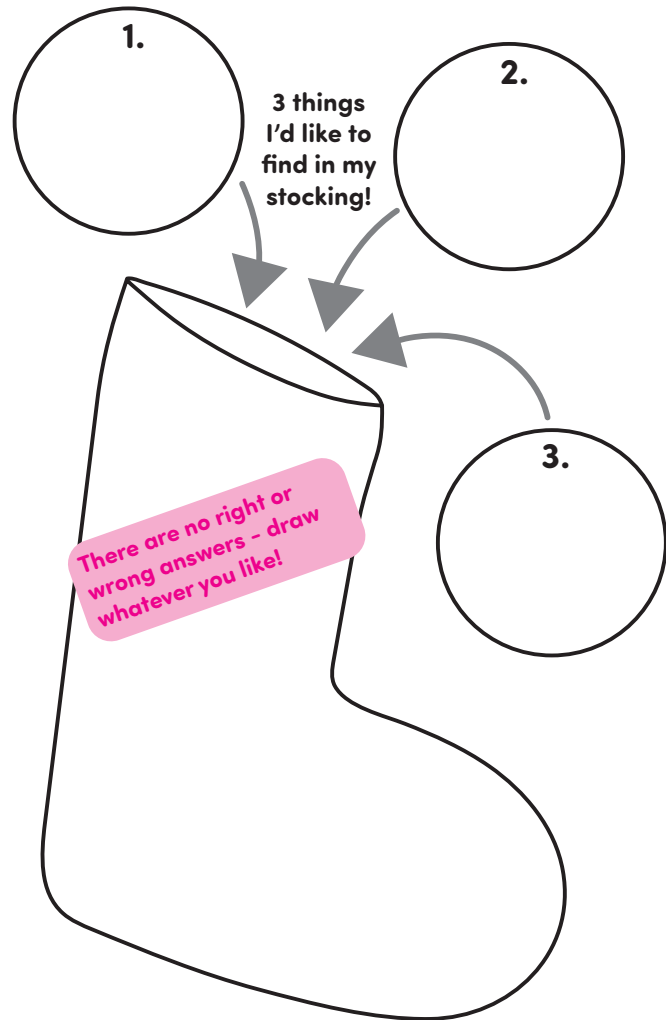 1.
3 things
I'd like to
find in my
stocking!
2.
3.
There are no right or
wrong answers - draw
whatever you like!